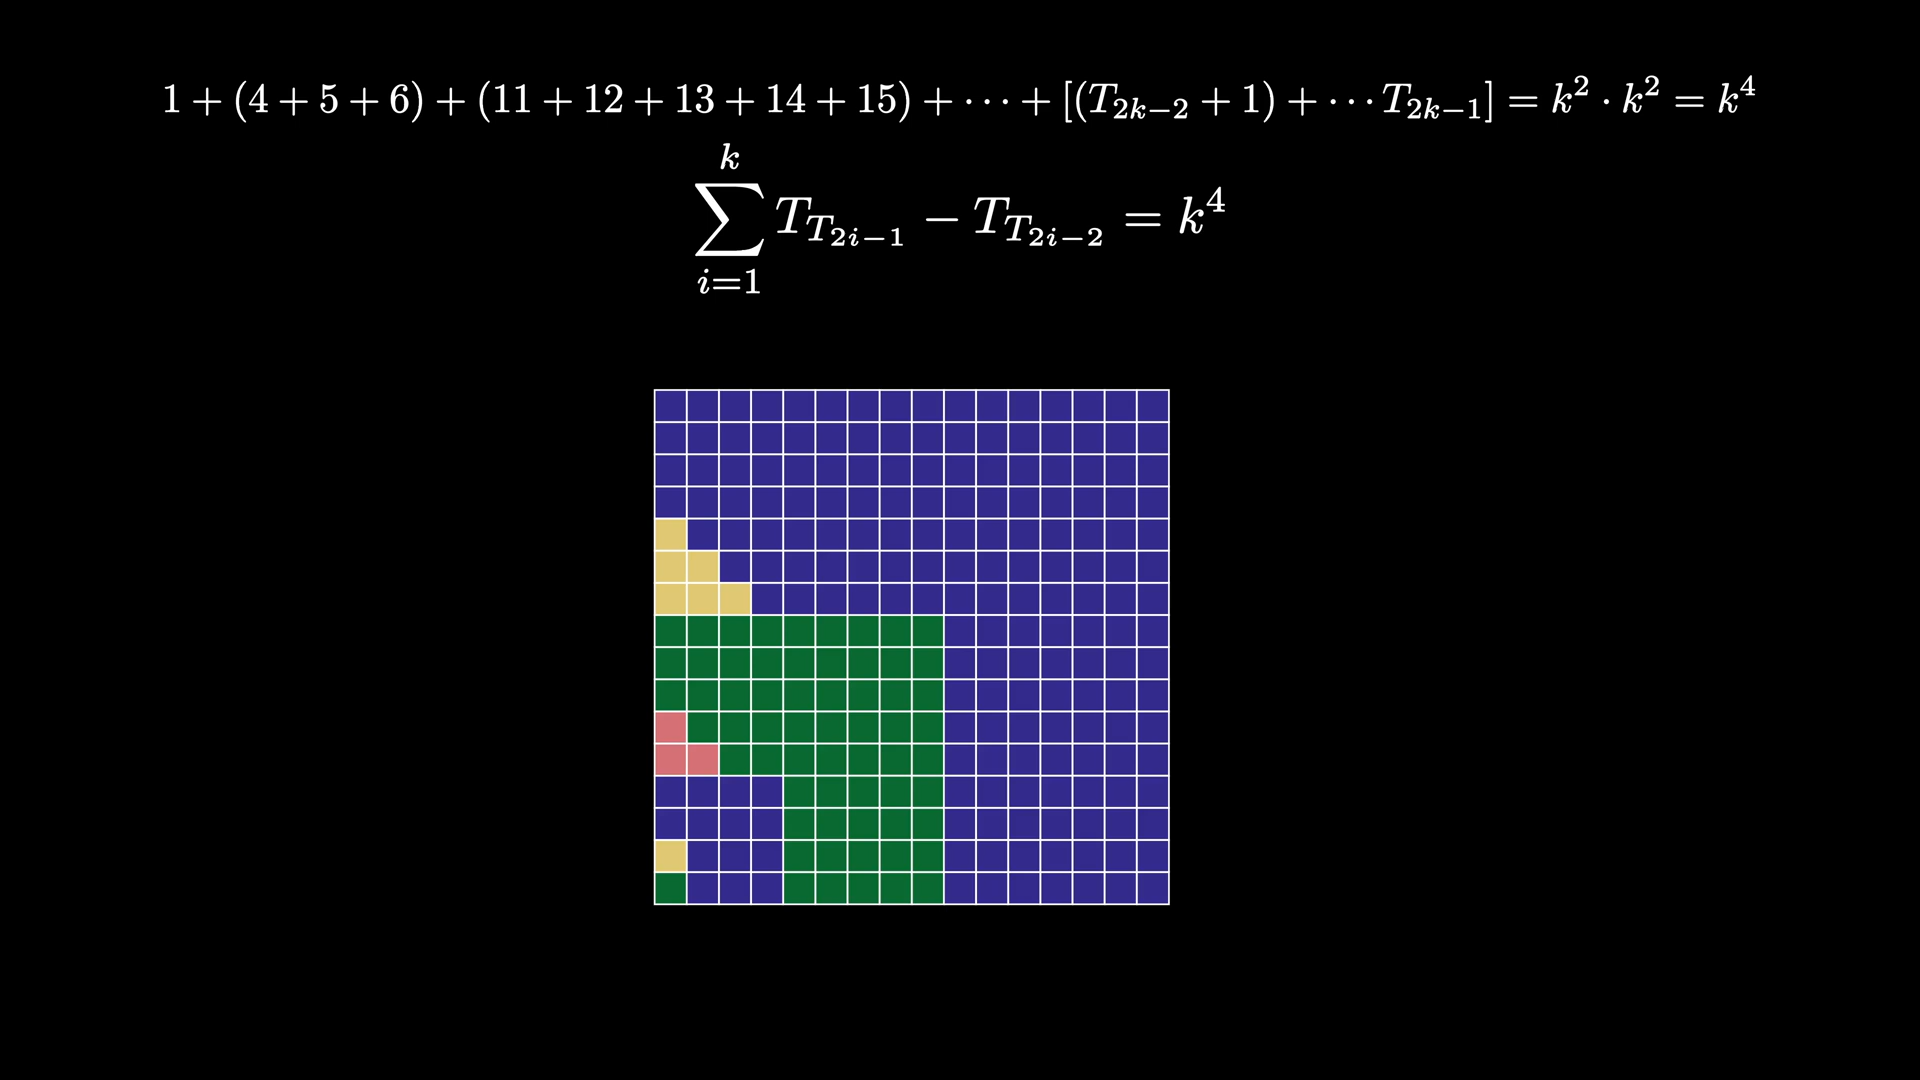 1 + (4 + 5 + 6) + (11 + 12 + 13 + 14 + 15) + ⋯ + [(T_{2k−2} + 1) + ⋯ T_{2k−1}] = k² · k² = k⁴
∑_{i=1}^{k} T_{T_{2i−1}} − T_{T_{2i−2}} = k⁴